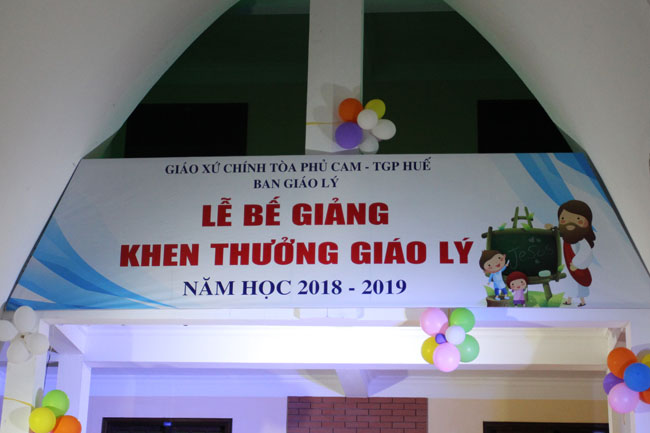 GIÁO XỨ CHÍNH TÒA PHỦ CAM - TGP HUẾ
BAN GIÁO LÝ
LỄ BẾ GIẢNG
KHEN THƯỞNG GIÁO LÝ
NĂM HỌC 2018 - 2019